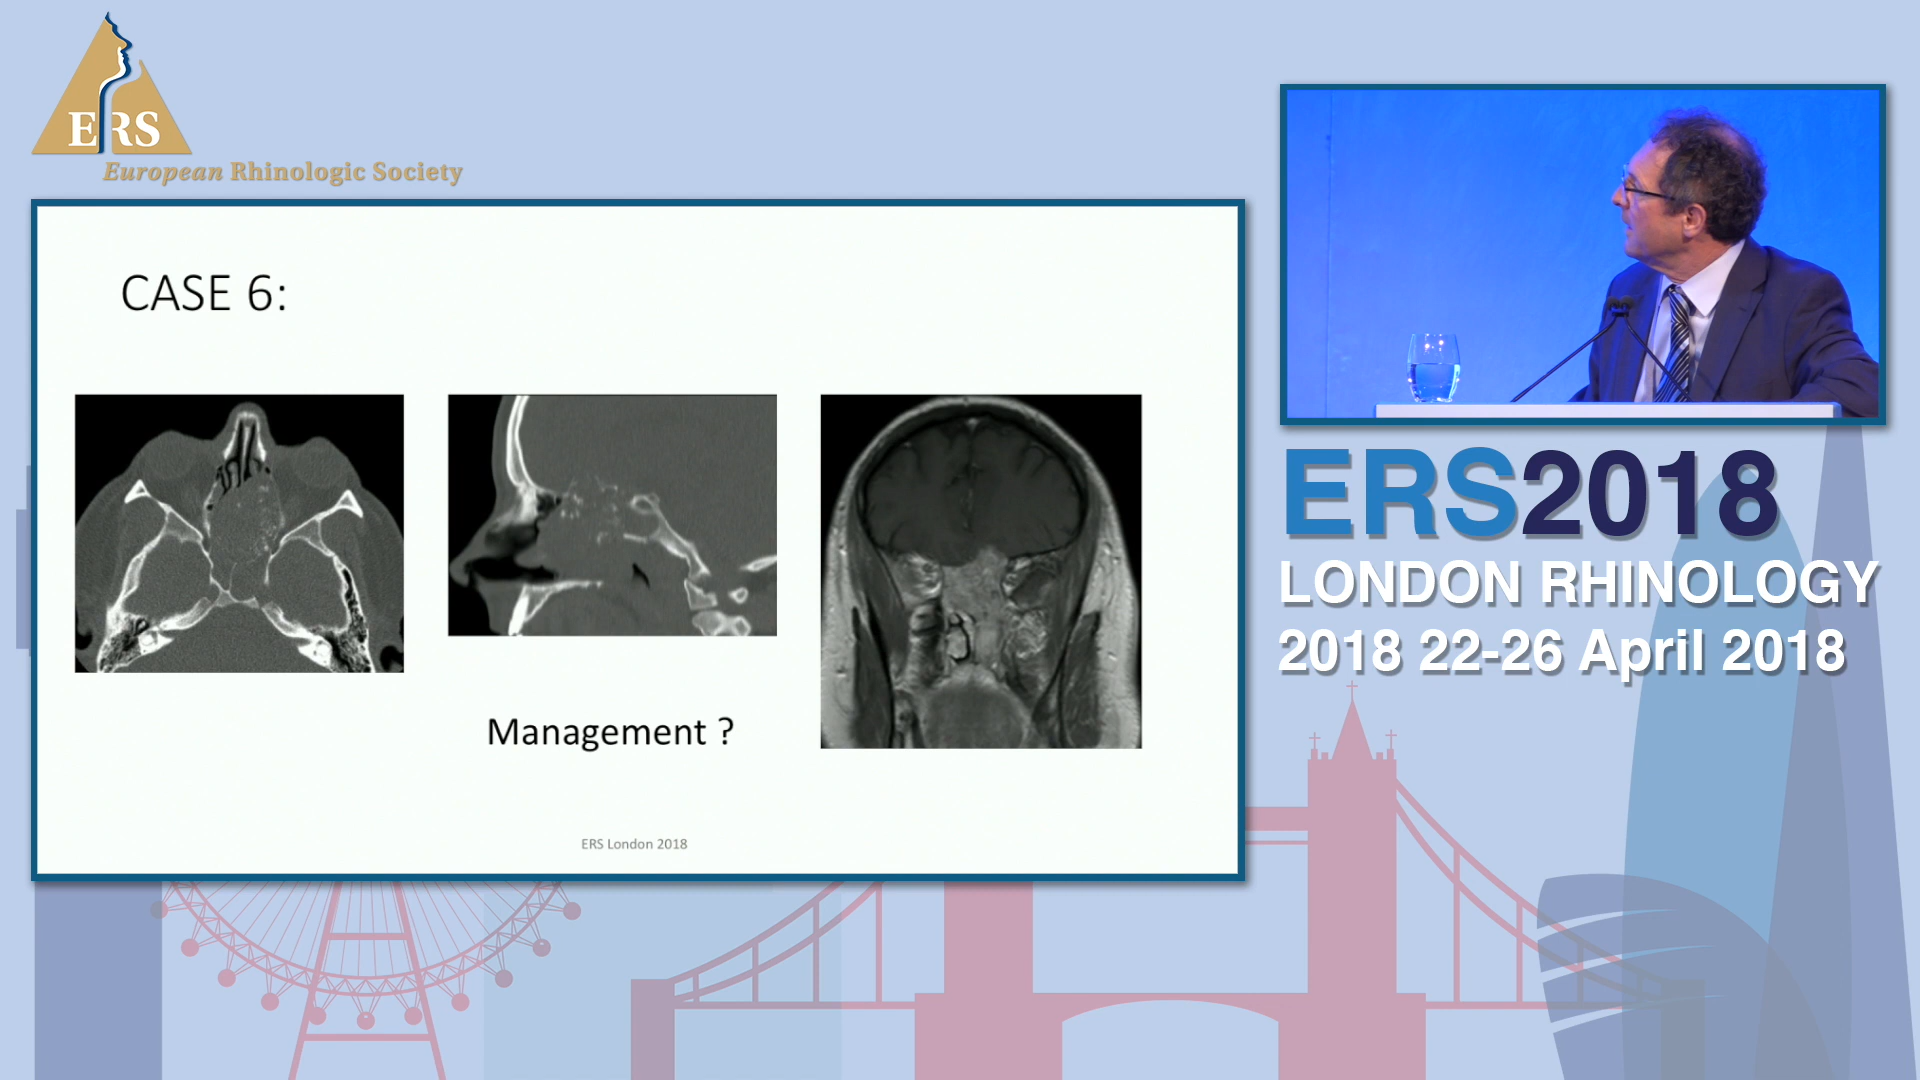 ERS
European Rhinologic Society
CASE 6:
Management ?
ERS London 2018
ERS2018
LONDON RHINOLOGY
2018 22-26 April 2018